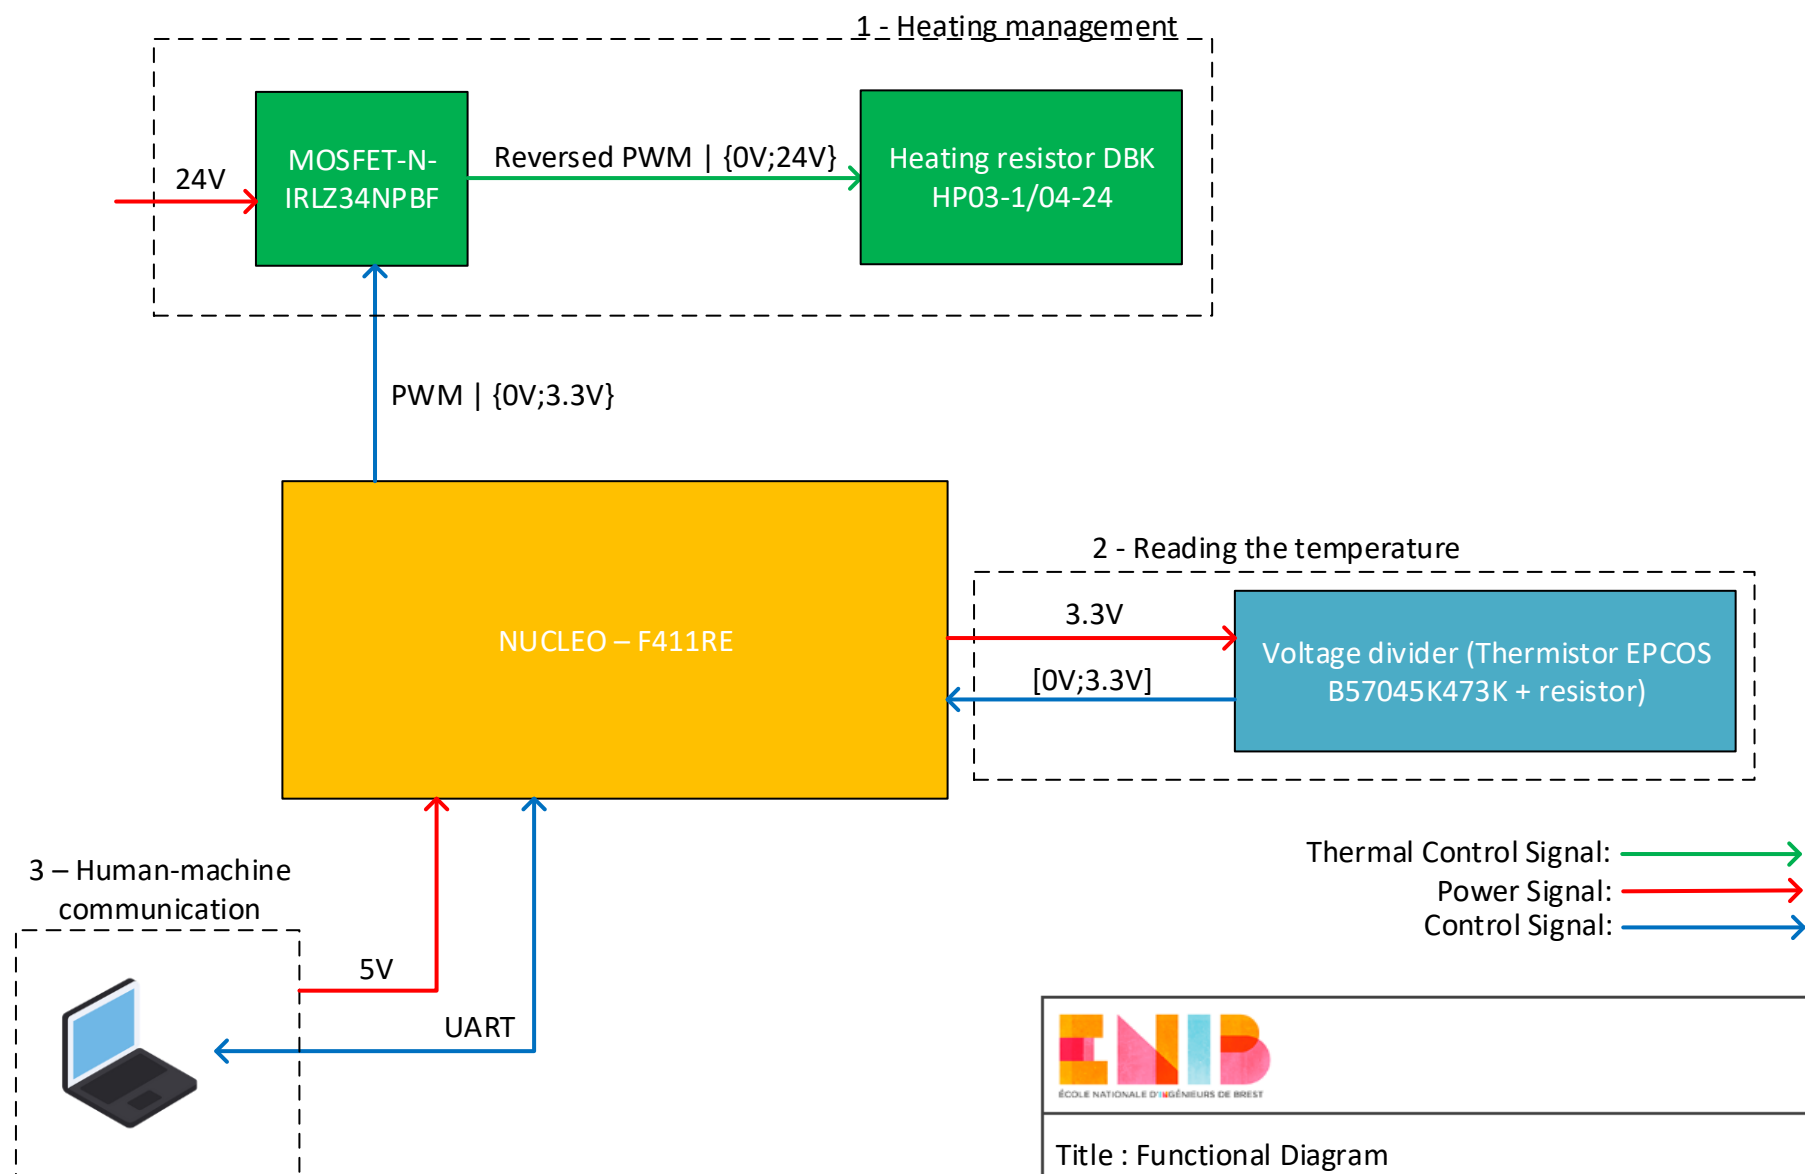 1 - Heating management
MOSFET-N-
IRLZ34NPBF
24V
Reversed PWM | {0V;24V}
Heating resistor DBK
HP03-1/04-24
PWM | {0V;3.3V}
NUCLEO – F411RE
2 - Reading the temperature
3.3V
[0V;3.3V]
Voltage divider (Thermistor EPCOS
B57045K473K + resistor)
3 – Human-machine
communication
5V
UART
Thermal Control Signal:
Power Signal:
Control Signal:
ENIB
ÉCOLE NATIONALE D'INGÉNIEURS DE BREST
Title : Functional Diagram